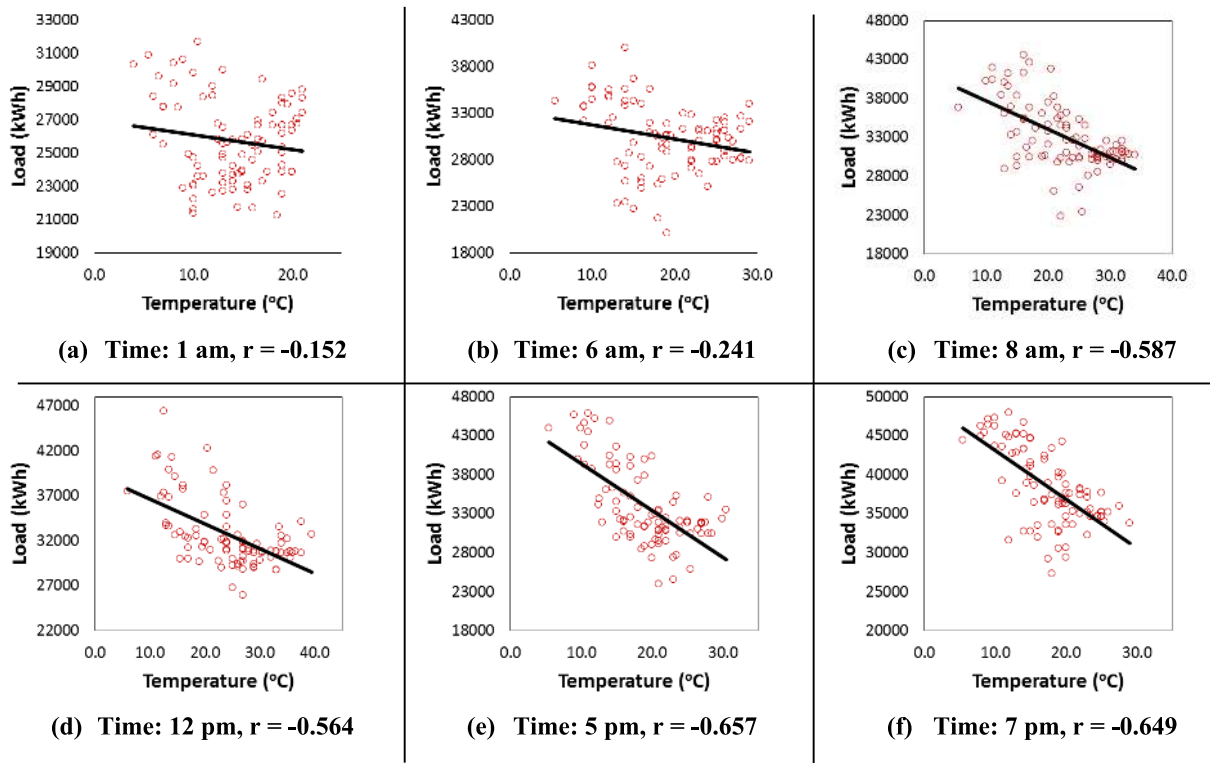 33000
31000
29000
27000
25000
23000
21000
19000
Load (kWh)
0.0 10.0 20.0
Temperature (°C)
(a) Time: 1 am, r = -0.152
43000
38000
33000
28000
23000
18000
Load (kWh)
0.0 10.0 20.0 30.0
Temperature (°C)
(b) Time: 6 am, r = -0.241
48000
43000
38000
33000
28000
23000
18000
Load (kWh)
0.0 10.0 20.0 30.0 40.0
Temperature (°C)
(c) Time: 8 am, r = -0.587
47000
42000
37000
32000
27000
22000
Load (kWh)
0.0 10.0 20.0 30.0 40.0
Temperature (°C)
(d) Time: 12 pm, r = -0.564
48000
43000
38000
33000
28000
23000
18000
Load (kWh)
0.0 10.0 20.0 30.0
Temperature (°C)
(e) Time: 5 pm, r = -0.657
50000
45000
40000
35000
30000
25000
20000
Load (kWh)
0.0 10.0 20.0 30.0
Temperature (°C)
(f) Time: 7 pm, r = -0.649